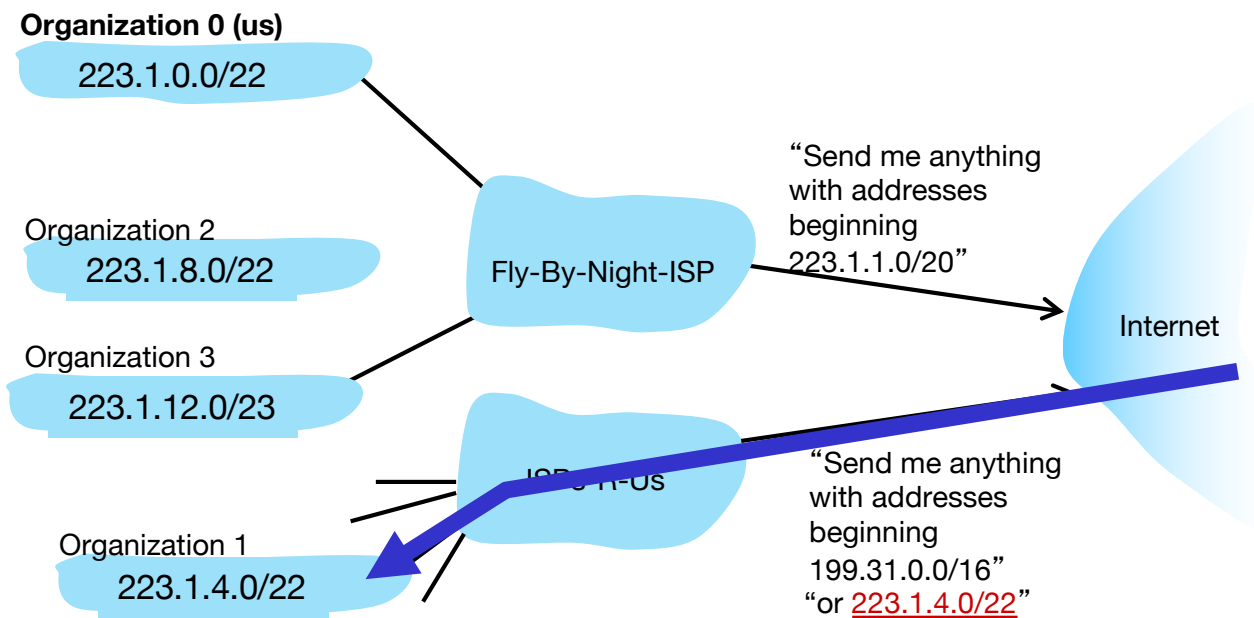 Organization 0 (us)
223.1.0.0/22
Organization 2
223.1.8.0/22
Organization 3
223.1.12.0/23
Organization 1
223.1.4.0/22
Fly-By-Night-ISP
ISPs-R-Us
“Send me anything
with addresses
beginning
223.1.1.0/20”
Internet
“Send me anything
with addresses
beginning
199.31.0.0/16”
“or 223.1.4.0/22”